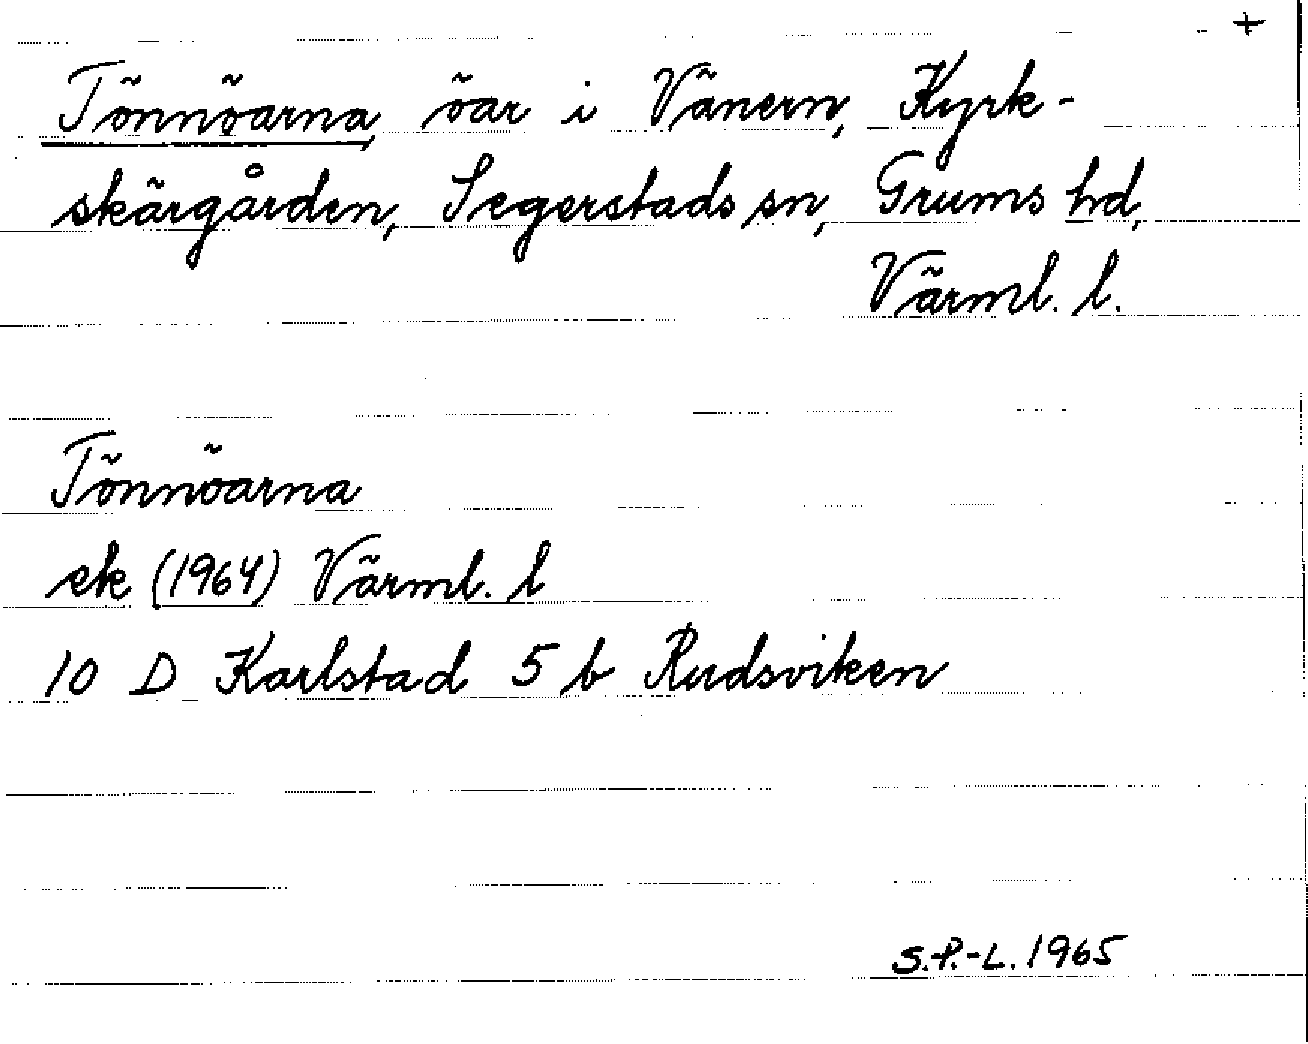 +
Tönnöarna, öar i Vänern, Kyrk-
skärgården, Segerstads sn, Grums hd,
Värml. l.
Tönnöarna
ek (1964) Värml. l
10 D Karlstad 5 b Rudsviken
S.P.-L. 1965